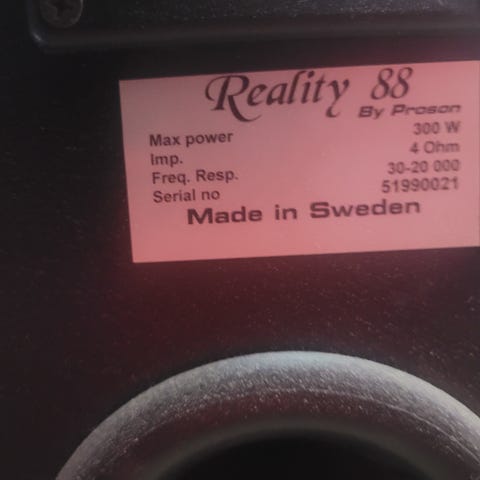 Reality 88
By Proson
Max power 300 W
Imp. 4 Ohm
Freq. Resp. 30-20 000
Serial no 51990021
Made in Sweden